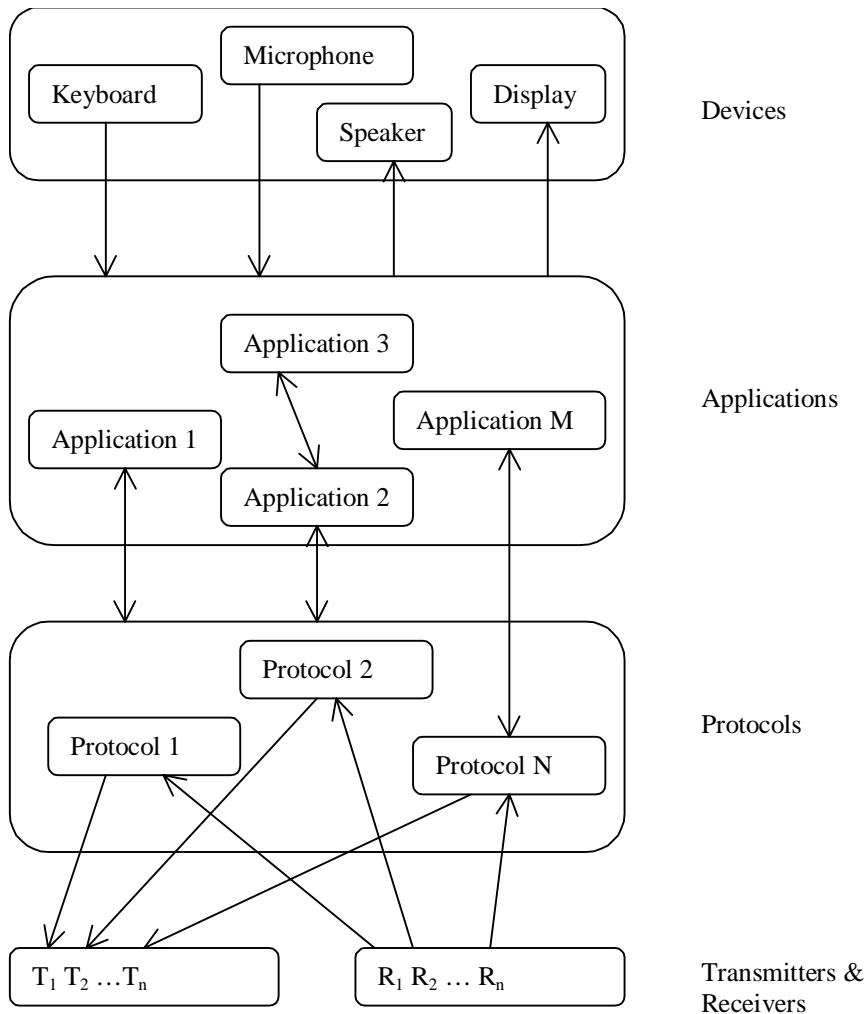 Microphone
Keyboard
Display
Speaker
Devices
Application 3
Application M
Application 1
Application 2
Applications
Protocol 2
Protocol 1
Protocol N
Protocols
T₁ T₂ …Tₙ
R₁ R₂ … Rₙ
Transmitters &
Receivers